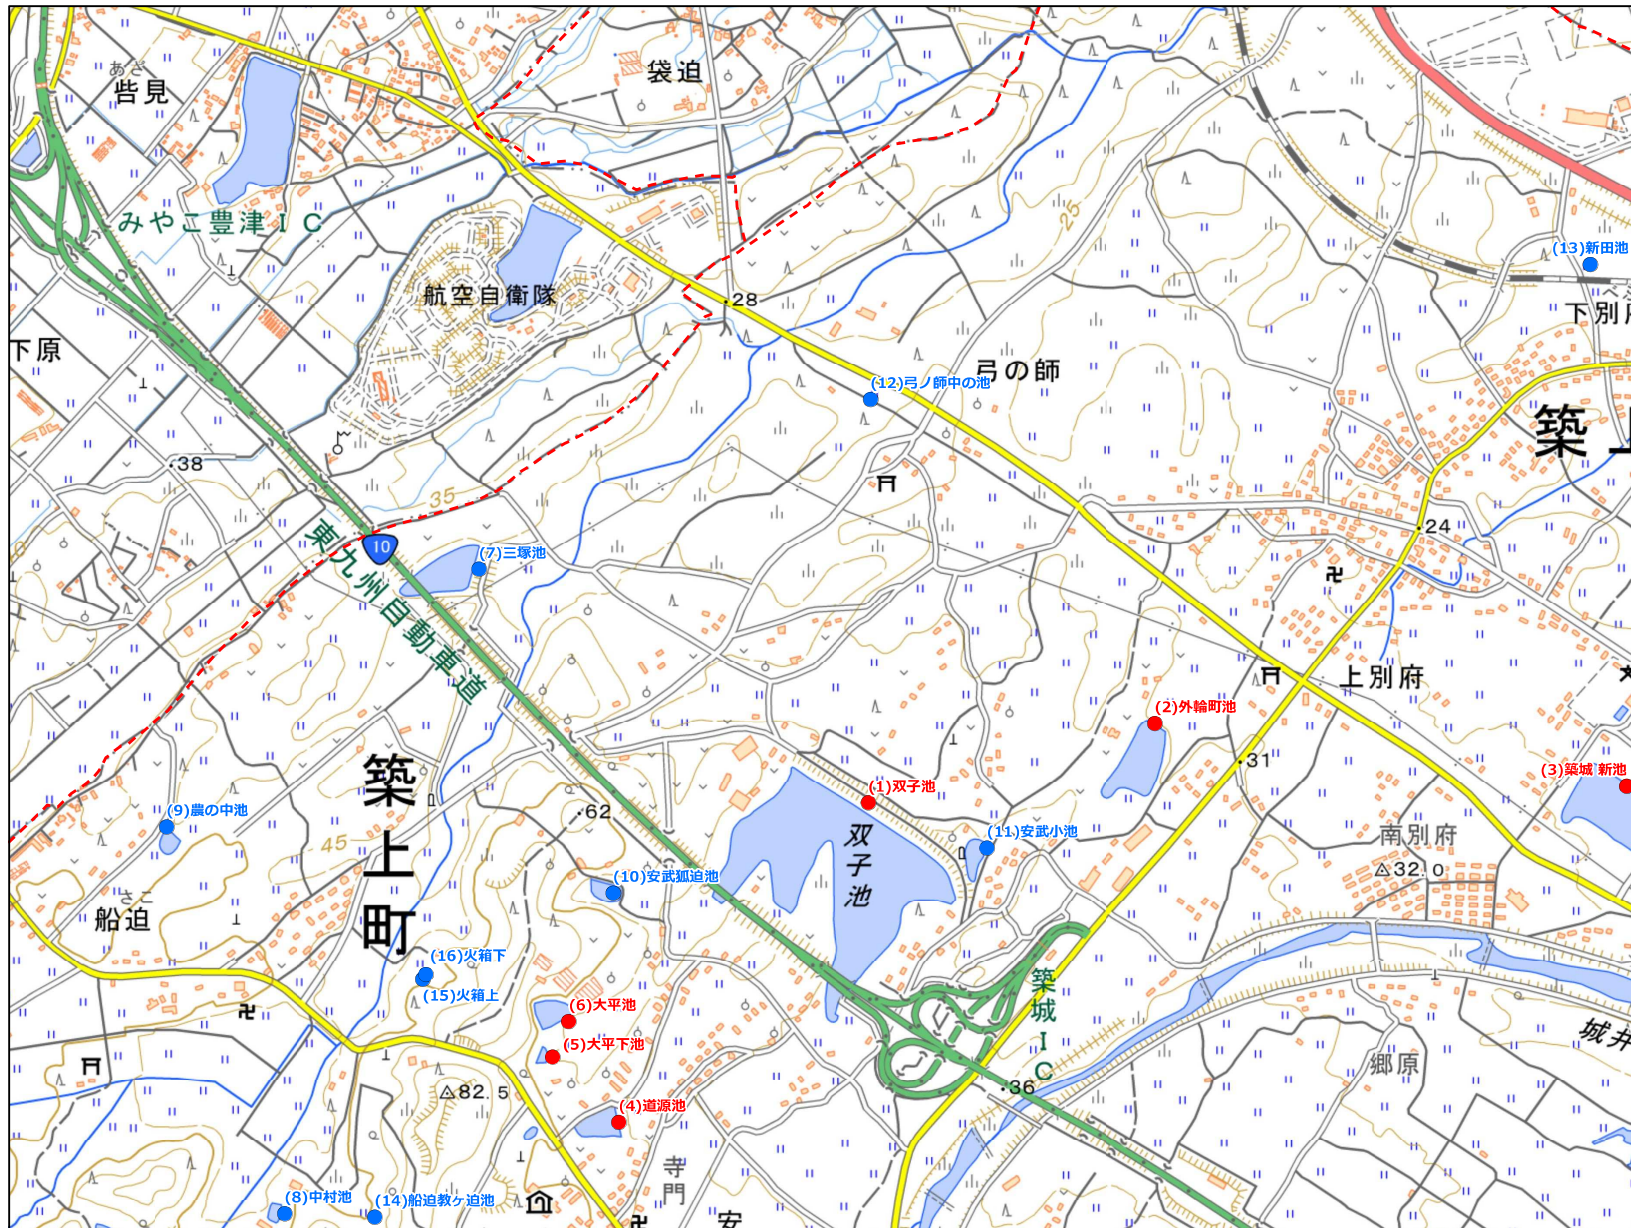 あざ
呰見
袋迫
みやこ豊津IC
航空自衛隊
下原
28
25
(13)新田池
下別府
弓の師
(12)弓ノ師中の池
築上
38
35
10
東九州自動車道
(7)三塚池
24
上別府
(2)外輪町池
31
(3)築城 新池
南別府
32.0
(1)双子池
双子池
(11)安武小池
62
(10)安武狐迫池
(9)農の中池
45
築上町
さこ
船迫
(16)火箱下
(15)火箱上
(6)大平池
(5)大平下池
(4)道源池
82.5
築城IC
36
城井
郷原
寺門
安
(8)中村池
(14)船迫教ヶ迫池